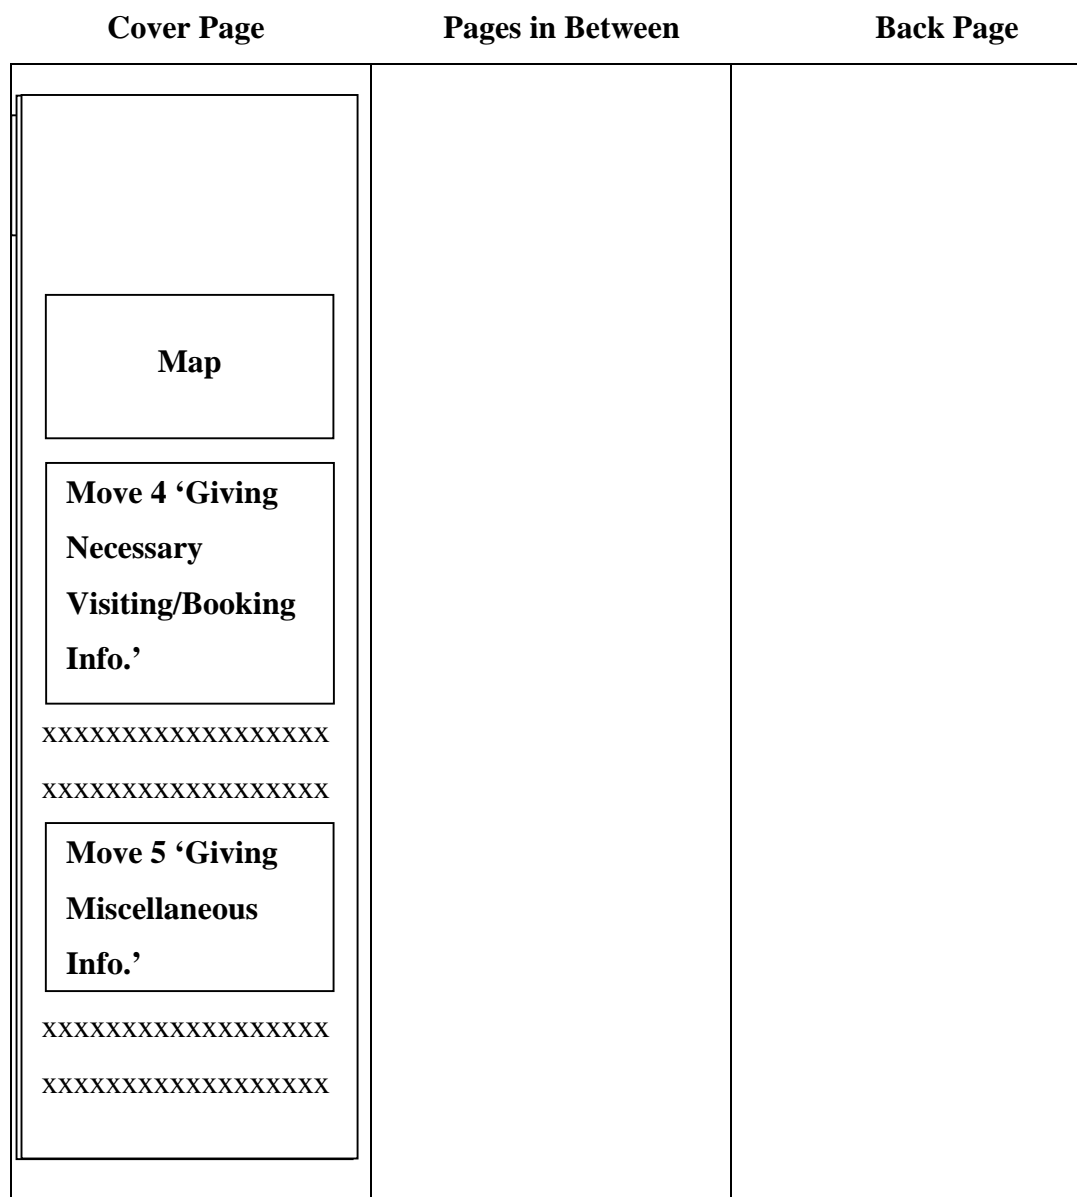 Cover Page Pages in Between Back Page
Map
Move 4 ‘Giving
Necessary
Visiting/Booking
Info.’
xxxxxxxxxxxxxxxxxx
xxxxxxxxxxxxxxxxxx
Move 5 ‘Giving
Miscellaneous
Info.’
xxxxxxxxxxxxxxxxxx
xxxxxxxxxxxxxxxxxx